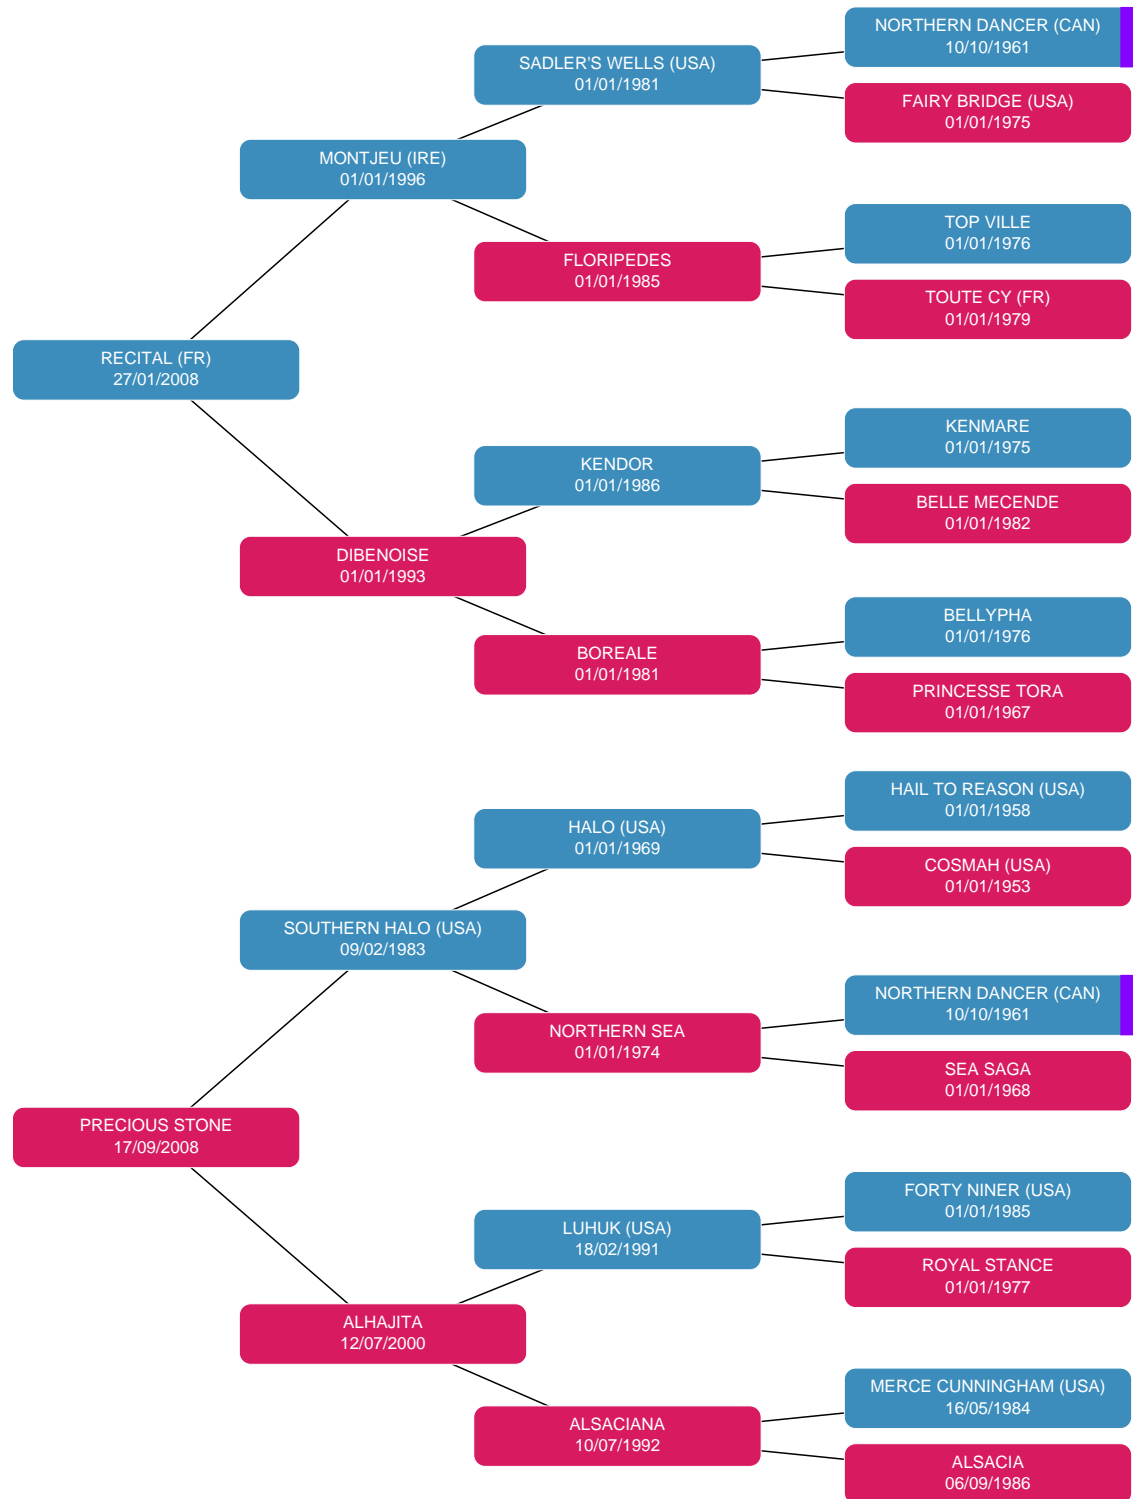 NORTHERN DANCER (CAN)
10/10/1961
SADLER'S WELLS (USA)
01/01/1981
FAIRY BRIDGE (USA)
01/01/1975
MONTJEU (IRE)
01/01/1996
TOP VILLE
01/01/1976
FLORIPEDES
01/01/1985
TOUTE CY (FR)
01/01/1979
RECITAL (FR)
27/01/2008
KENMARE
01/01/1975
KENDOR
01/01/1986
BELLE MECENDE
01/01/1982
DIBENOISE
01/01/1993
BELLYPHA
01/01/1976
BOREALE
01/01/1981
PRINCESSE TORA
01/01/1967
HAIL TO REASON (USA)
01/01/1958
HALO (USA)
01/01/1969
COSMAH (USA)
01/01/1953
SOUTHERN HALO (USA)
09/02/1983
NORTHERN DANCER (CAN)
10/10/1961
NORTHERN SEA
01/01/1974
SEA SAGA
01/01/1968
PRECIOUS STONE
17/09/2008
FORTY NINER (USA)
01/01/1985
LUHUK (USA)
18/02/1991
ROYAL STANCE
01/01/1977
ALHAJITA
12/07/2000
MERCE CUNNINGHAM (USA)
16/05/1984
ALSACIANA
10/07/1992
ALSACIA
06/09/1986